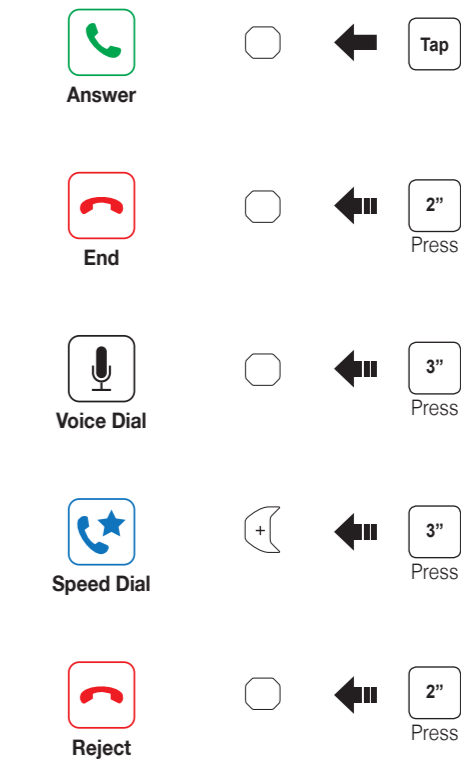 Tap
Answer
2”
Press
End
3”
Press
Voice Dial
+
3”
Press
Speed Dial
2”
Press
Reject